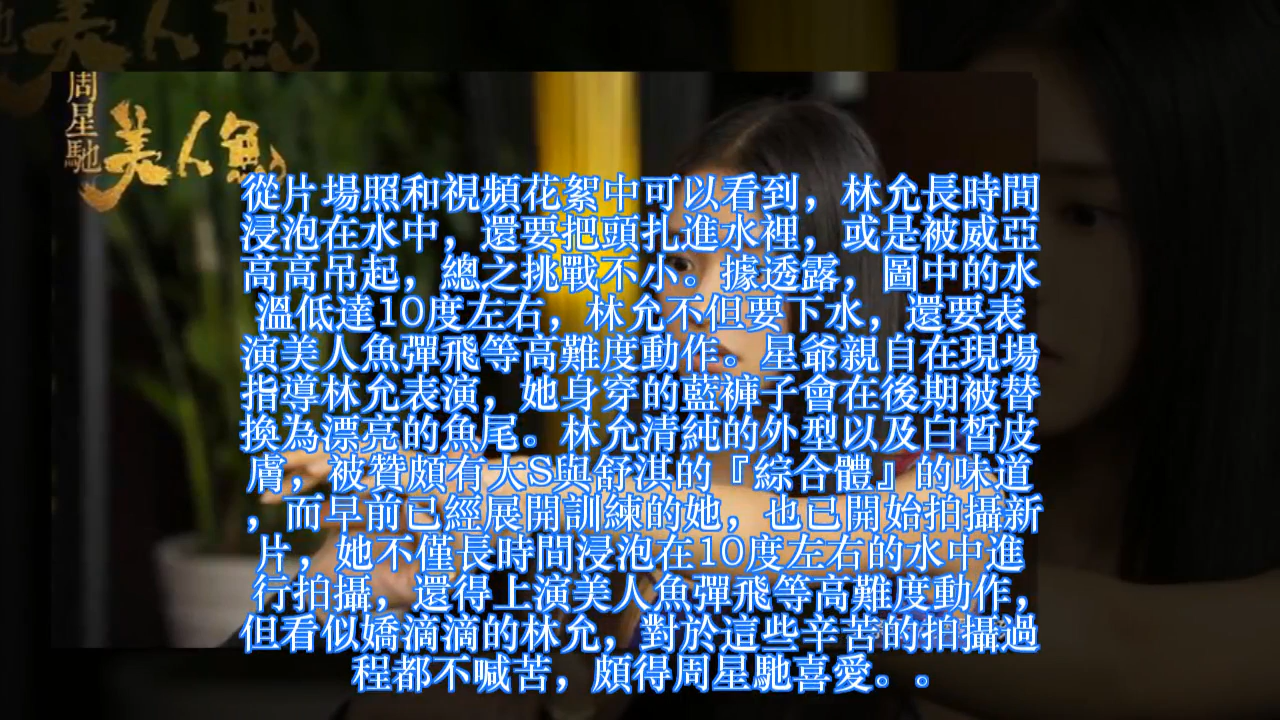 周星馳
美人魚
從片場照和視頻花絮中可以看到，林允長時間
浸泡在水中，還要把頭扎進水裡，或是被威亞
高高吊起，總之挑戰不小。據透露，圖中的水
溫低達10度左右，林允不但要下水，還要表
演美人魚彈飛等高難度動作。星爺親自在現場
指導林允表演，她身穿的藍褲子會在後期被替
換為漂亮的魚尾。林允清純的外型以及白皙皮
膚，被贊頗有大S與舒淇的『綜合體』的味道
，而早前已經展開訓練的她，也已開始拍攝新
片，她不僅長時間浸泡在10度左右的水中進
行拍攝，還得上演美人魚彈飛等高難度動作，
但看似嬌滴滴的林允，對於這些辛苦的拍攝過
程都不喊苦，頗得周星馳喜愛。。